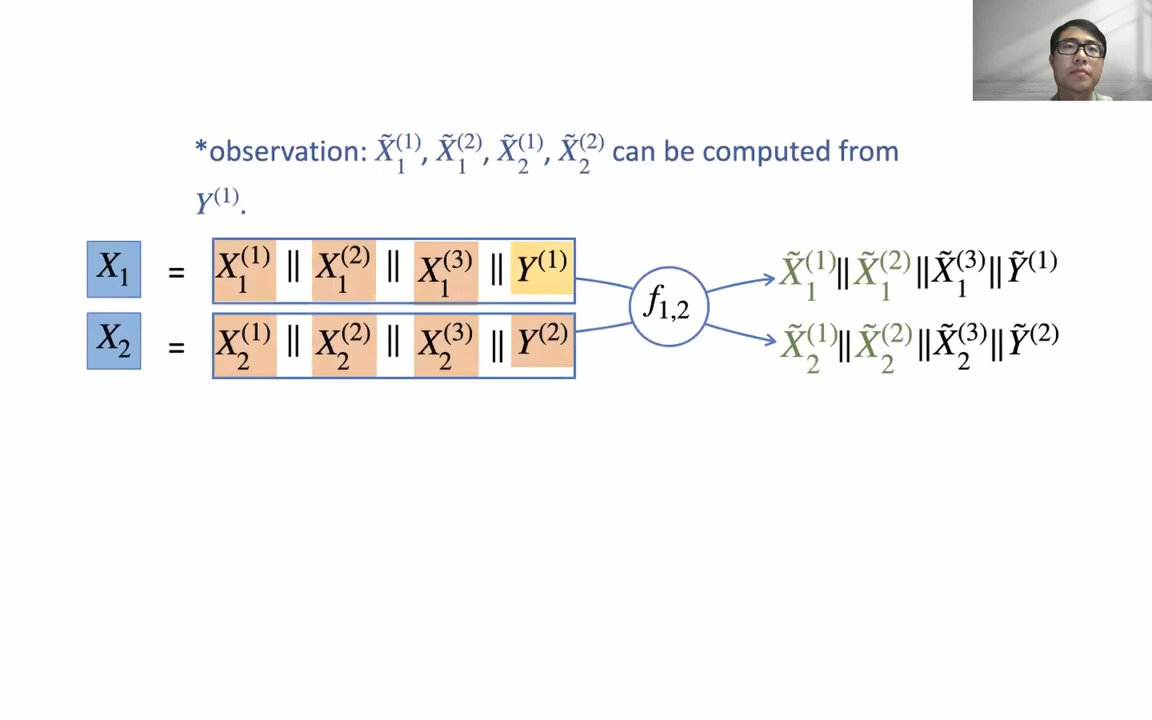 *observation: X̃₁⁽¹⁾, X̃₁⁽²⁾, X̃₂⁽¹⁾, X̃₂⁽²⁾ can be computed from
Y⁽¹⁾.
X₁ = X₁⁽¹⁾ ‖ X₁⁽²⁾ ‖ X₁⁽³⁾ ‖ Y⁽¹⁾
X₂ = X₂⁽¹⁾ ‖ X₂⁽²⁾ ‖ X₂⁽³⁾ ‖ Y⁽²⁾
f₁,₂
X̃₁⁽¹⁾‖X̃₁⁽²⁾‖X̃₁⁽³⁾‖Ỹ⁽¹⁾
X̃₂⁽¹⁾‖X̃₂⁽²⁾‖X̃₂⁽³⁾‖Ỹ⁽²⁾